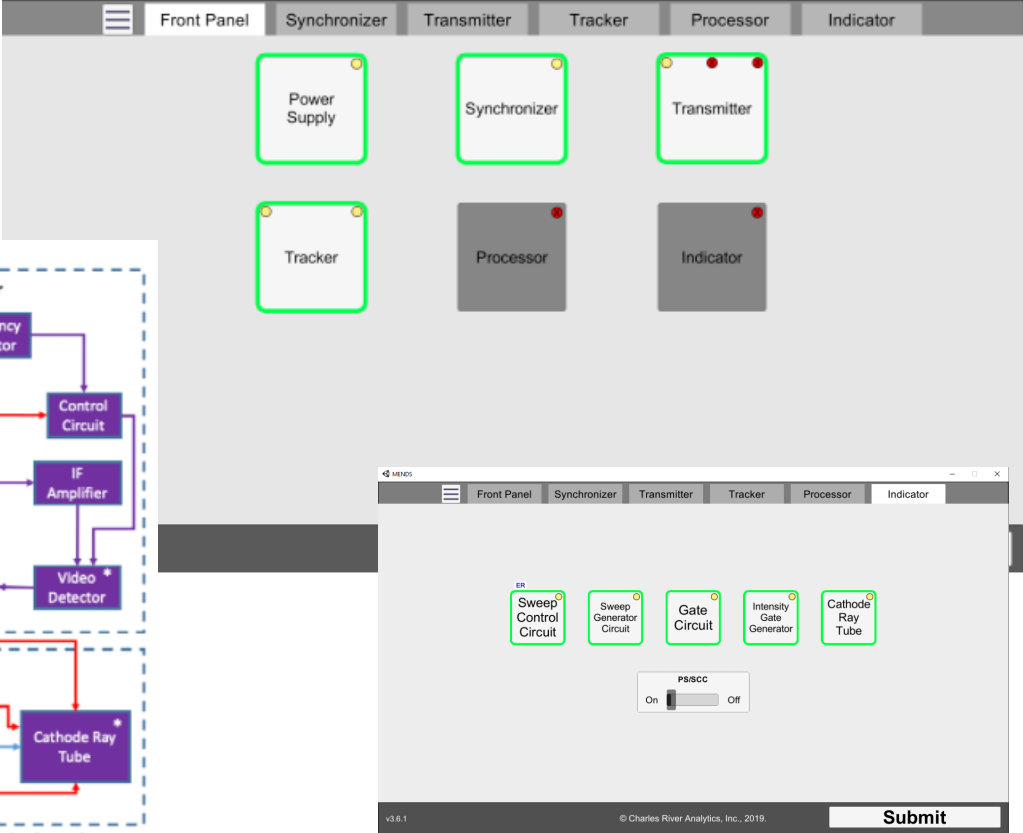 Front Panel
Synchronizer
Transmitter
Tracker
Processor
Indicator
Power
Supply
Synchronizer
Transmitter
Tracker
Processor
Indicator
ncy
tor
Control
Circuit
IF
Amplifier
Video *
Detector
Cathode Ray *
Tube
MENDS
Front Panel
Synchronizer
Transmitter
Tracker
Processor
Indicator
ER
Sweep
Control
Circuit
Sweep
Generator
Circuit
Gate
Circuit
Intensity
Gate
Generator
Cathode
Ray
Tube
PS/SCC
On
Off
v3.6.1
© Charles River Analytics, Inc., 2019.
Submit